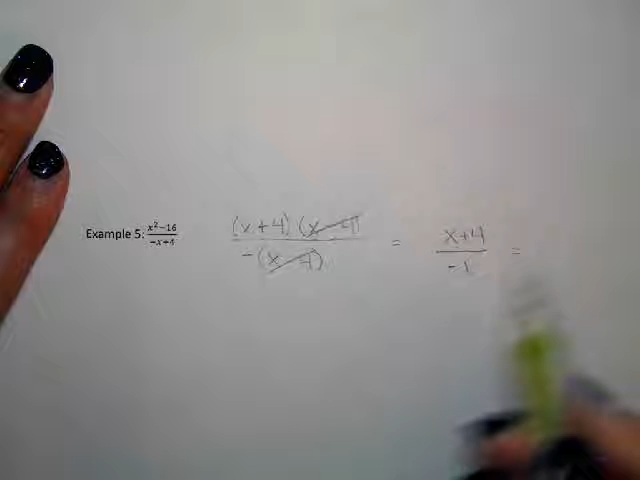 Example 5: x²-16/-x+4 (x+4)(x-4)/-(x-4) = x+4/-1 =